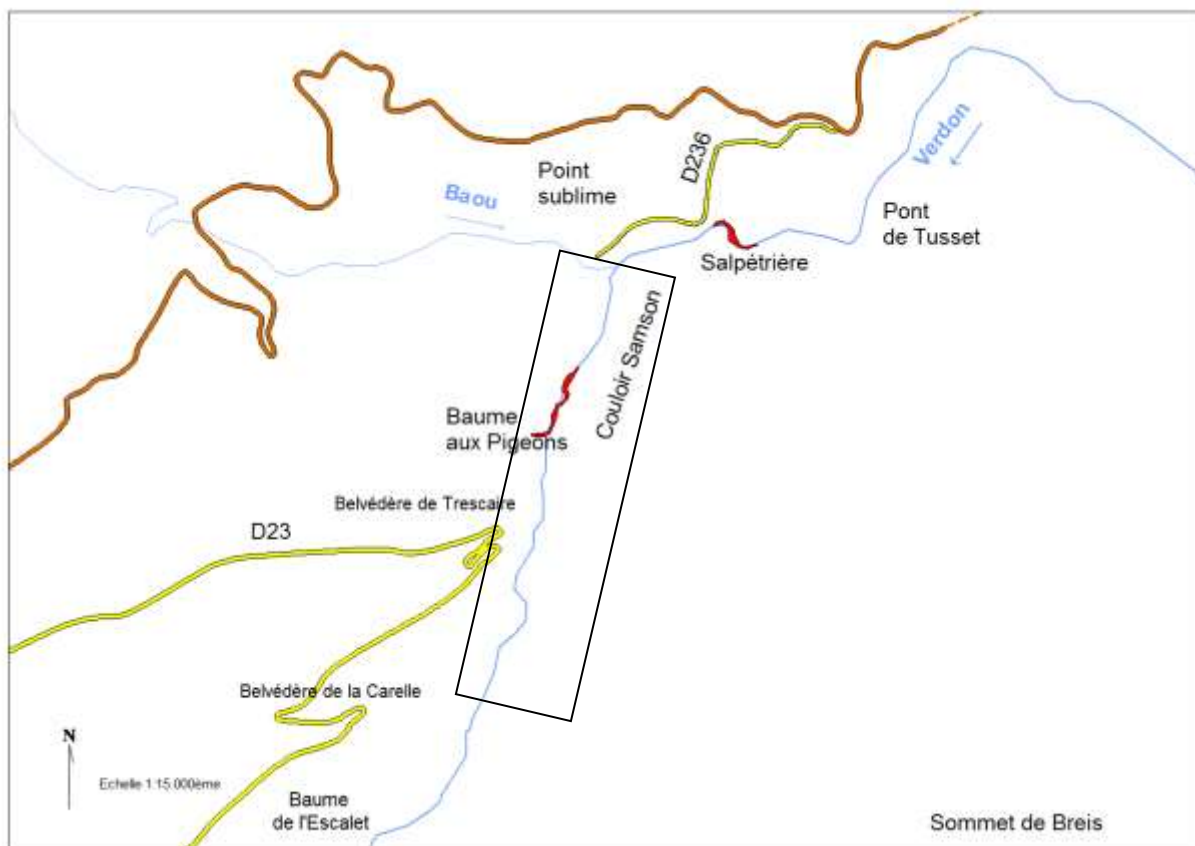 D236
Verdon
Point
sublime
Baou
Pont
de Tusset
Salpétrière
Couloir Samson
Baume
aux Pigeons
Belvédère de Trescaire
D23
Belvédère de la Carelle
N
Echelle 1:15.000ème
Baume
de l'Escalet
Sommet de Breis